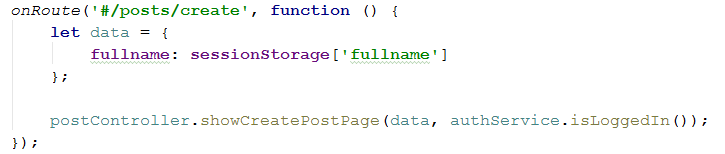 onRoute('#/posts/create', function () {
    let data = {
        fullname: sessionStorage['fullname']
    };

    postController.showCreatePostPage(data, authService.isLoggedIn());
});